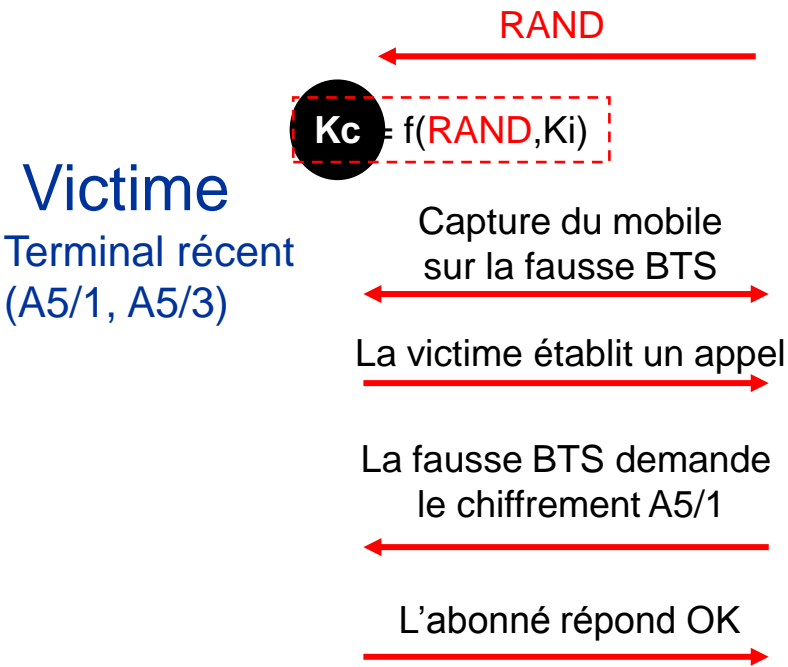 RAND
Kc = f(RAND,Ki)
Victime
Terminal récent
(A5/1, A5/3)
Capture du mobile
sur la fausse BTS
La victime établit un appel
La fausse BTS demande
le chiffrement A5/1
L’abonné répond OK